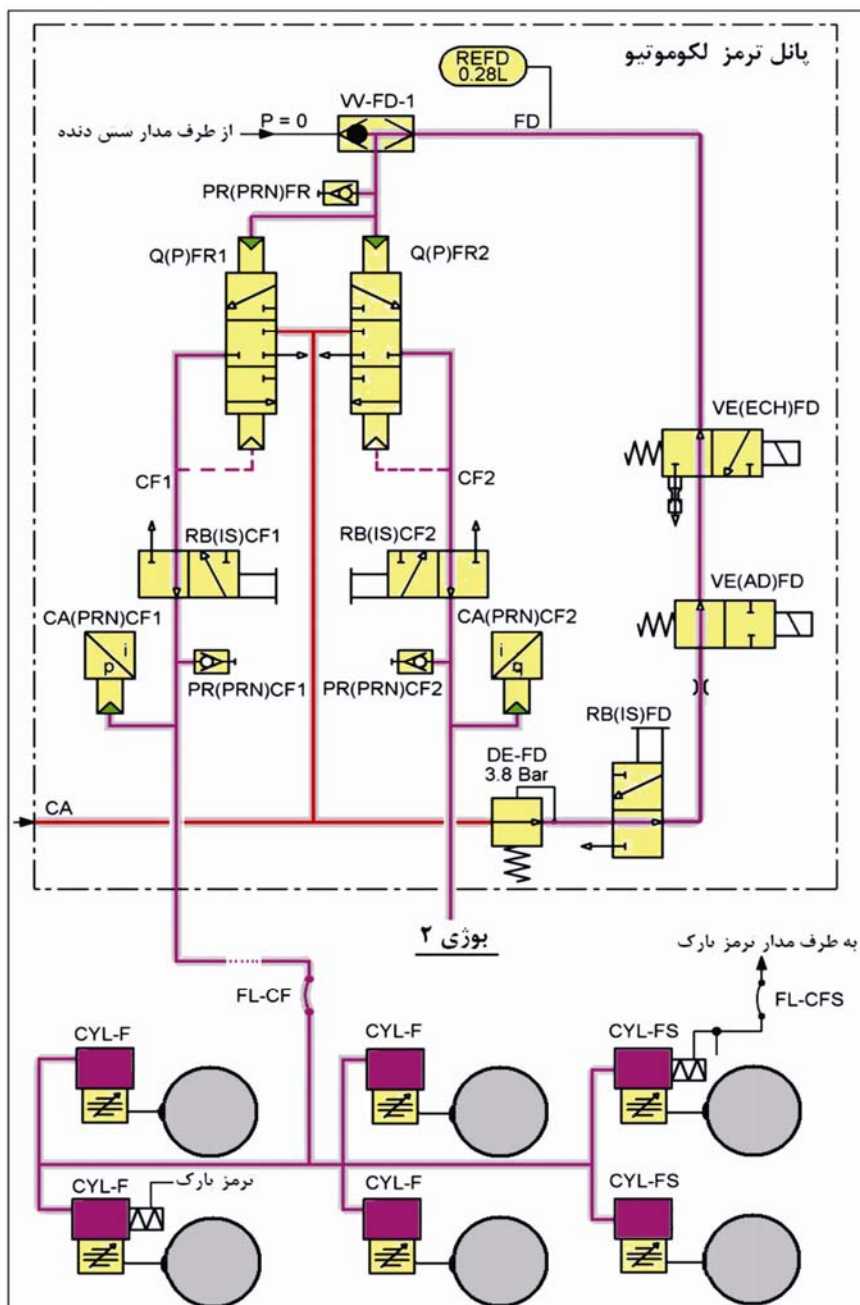 پانل ترمز لکوموتیو
REFD
0.28L
VV-FD-1
P = 0
از طرف مدار شش دنده
FD
PR(PRN)FR
Q(P)FR1
Q(P)FR2
VE(ECH)FD
CF1
CF2
RB(IS)CF1
RB(IS)CF2
VE(AD)FD
CA(PRN)CF1
CA(PRN)CF2
i
p
i
q
PR(PRN)CF1
PR(PRN)CF2
RB(IS)FD
DE-FD
3.8 Bar
CA
بوژی ۲
به طرف مدار ترمز پارک
FL-CF
FL-CFS
CYL-F
CYL-F
CYL-FS
ترمز پارک
CYL-F
CYL-F
CYL-FS